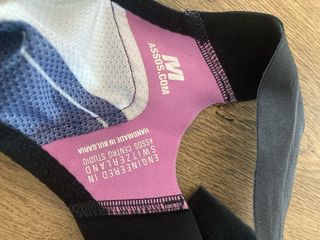 M
ASSOS.COM
ENGINEERED IN
SWITZERLAND
ASSOS CENTRO STUDIO
HANDMADE IN BULGARIA